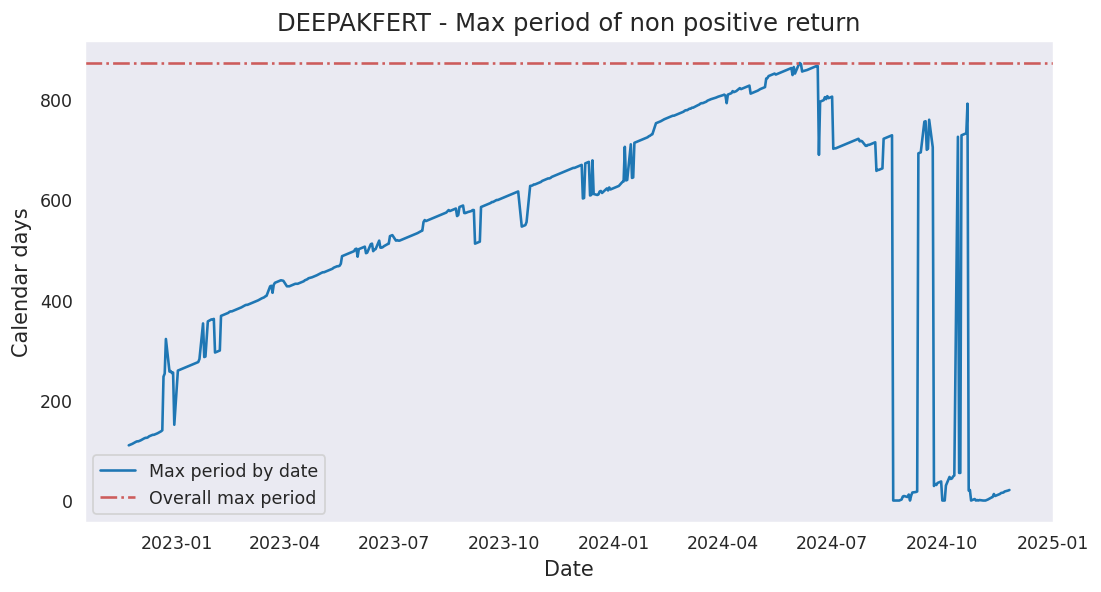 DEEPAKFERT - Max period of non positive return
Calendar days
800
600
400
200
0
Max period by date
Overall max period
2023-01
2023-04
2023-07
2023-10
2024-01
2024-04
2024-07
2024-10
2025-01
Date